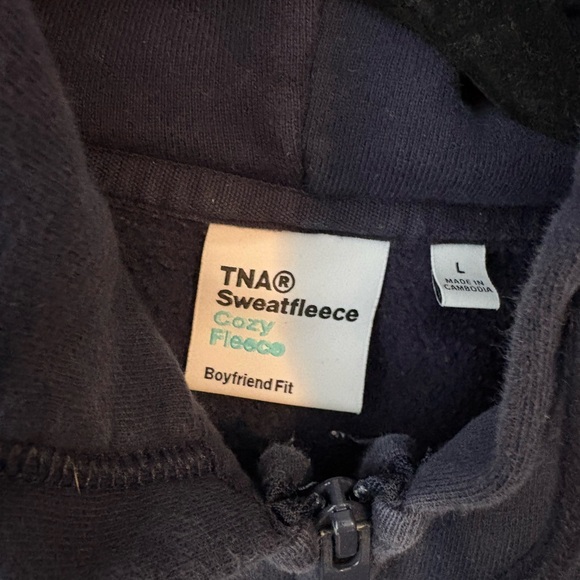 TNA®
Sweatfleece
Cozy
Fleece
Boyfriend Fit
L
MADE IN
CAMBODIA